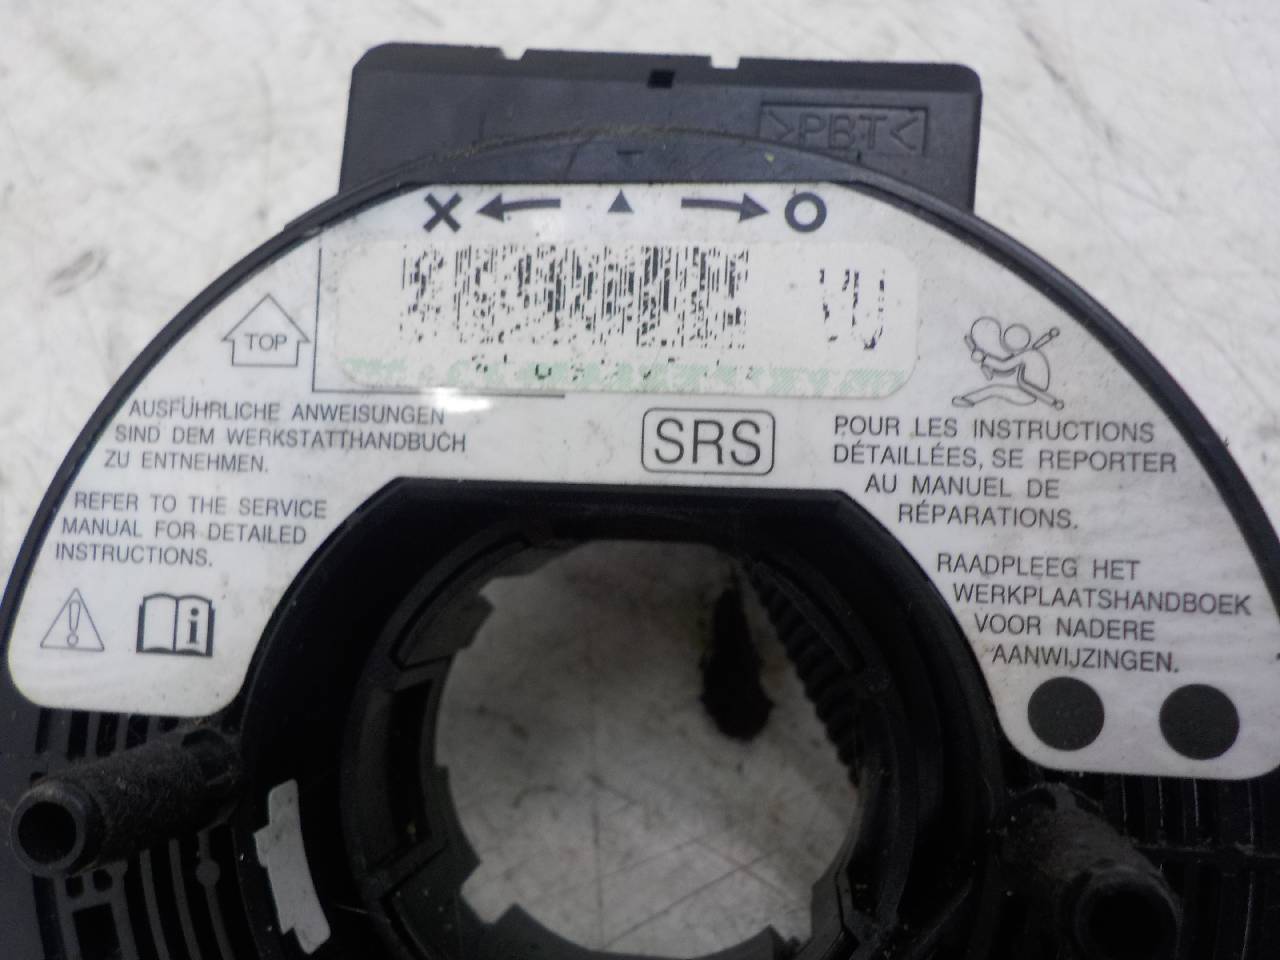 >PBT<
TOP
AUSFÜHRLICHE ANWEISUNGEN
SIND DEM WERKSTATTHANDBUCH
ZU ENTNEHMEN.
REFER TO THE SERVICE
MANUAL FOR DETAILED
INSTRUCTIONS.
SRS
POUR LES INSTRUCTIONS
DÉTAILLÉES, SE REPORTER
AU MANUEL DE
RÉPARATIONS.
RAADPLEEG HET
WERKPLAATSHANDBOEK
VOOR NADERE
AANWIJZINGEN.